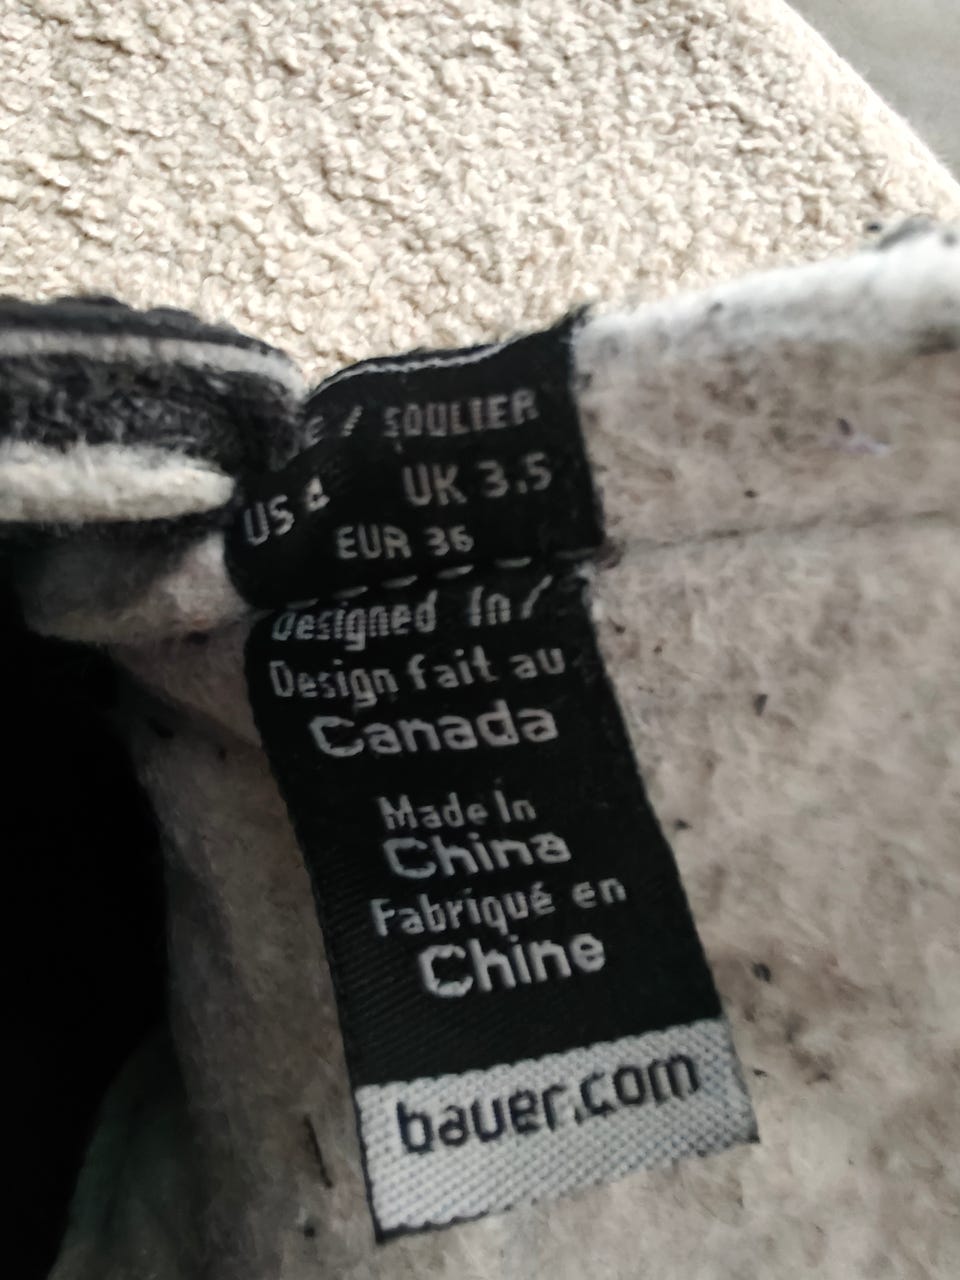 / SOULIER
US 4 UK 3.5
EUR 36
Designed In/
Design fait au
Canada
Made In
China
Fabriqué en
Chine
bauer.com